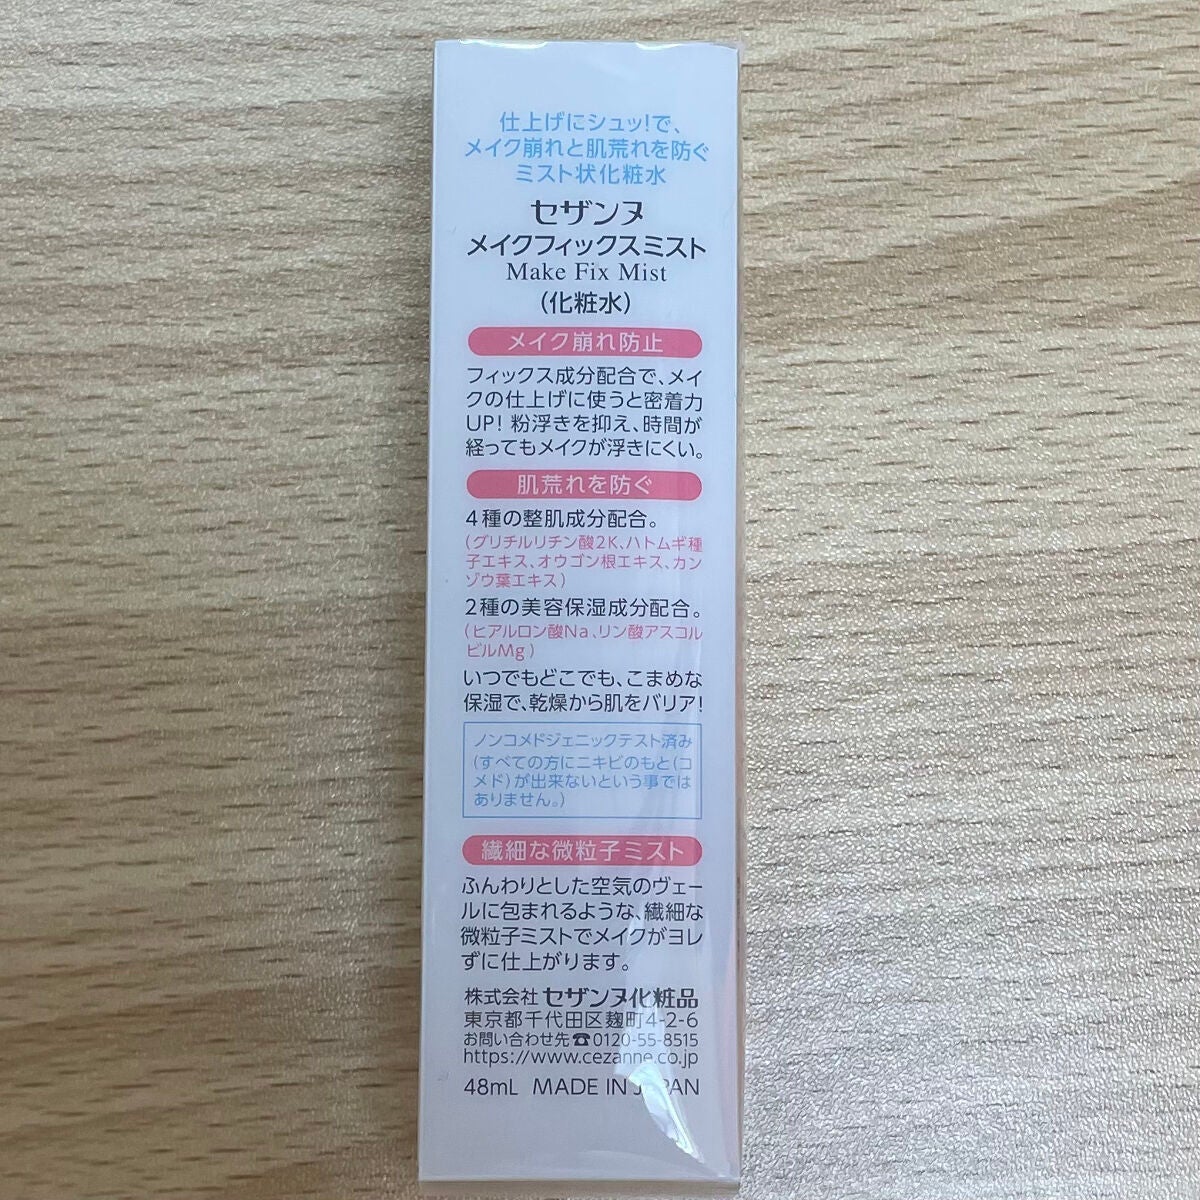 仕上げにシュッ!で、
メイク崩れと肌荒れを防ぐ
ミスト状化粧水
セザンヌ
メイクフィックスミスト
Make Fix Mist
(化粧水)
メイク崩れ防止
フィックス成分配合で、メイ
クの仕上げに使うと密着力
UP! 粉浮きを抑え、時間が
経ってもメイクが浮きにくい。
肌荒れを防ぐ
4種の整肌成分配合。
(グリチルリチン酸2K、ハトムギ種
子エキス、オウゴン根エキス、カン
ゾウ葉エキス)
2種の美容保湿成分配合。
(ヒアルロン酸Na、リン酸アスコル
ビルMg)
いつでもどこでも、こまめな
保湿で、乾燥から肌をバリア!
ノンコメドジェニックテスト済み
(すべての方にニキビのもと(コ
メド)が出来ないという事では
ありません。)
繊細な微粒子ミスト
ふんわりとした空気のヴェー
ルに包まれるような、繊細な
微粒子ミストでメイクがヨレ
ずに仕上がります。
株式会社 セザンヌ化粧品
東京都千代田区麹町4-2-6
お問い合わせ先☎0120-55-8515
https://www.cezanne.co.jp
48mL MADE IN JAPAN